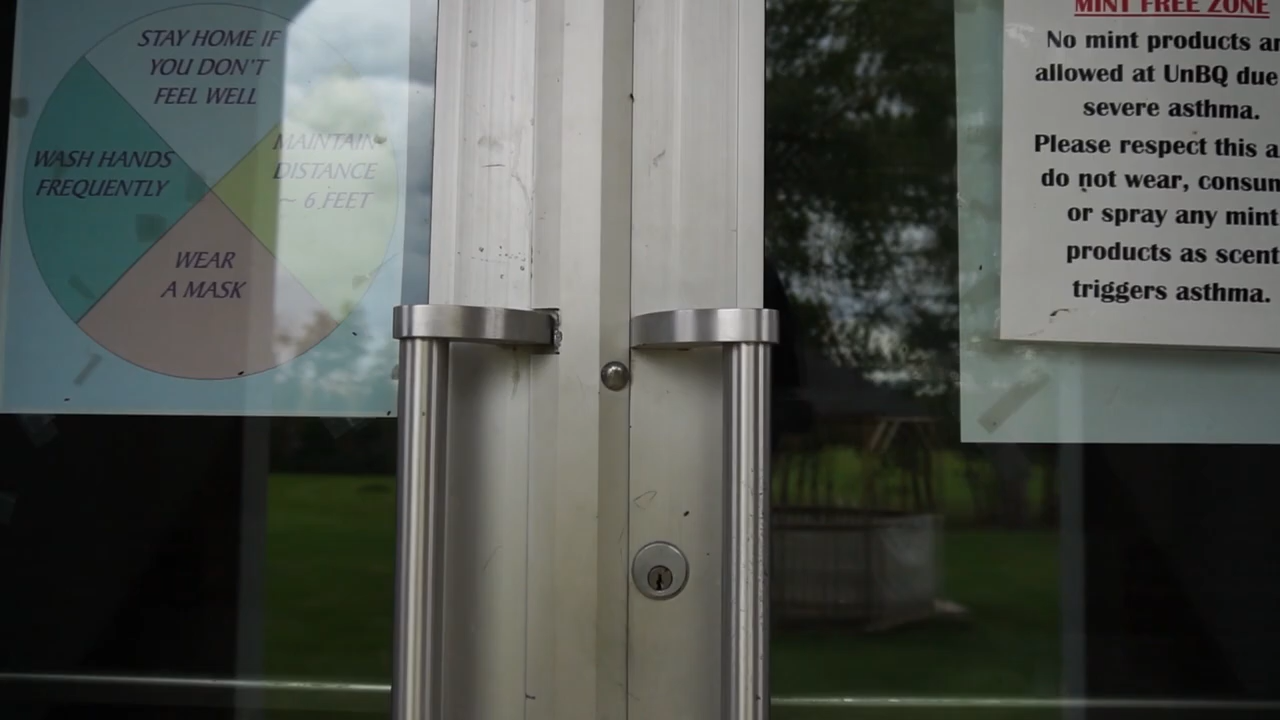 STAY HOME IF
YOU DON'T
FEEL WELL
WASH HANDS
FREQUENTLY
MAINTAIN
DISTANCE
~ 6 FEET
WEAR
A MASK
MINT FREE ZONE
No mint products
allowed at UnBQ due
severe asthma.
Please respect this
do not wear,
or spray any mint
products as scent
triggers asthma.